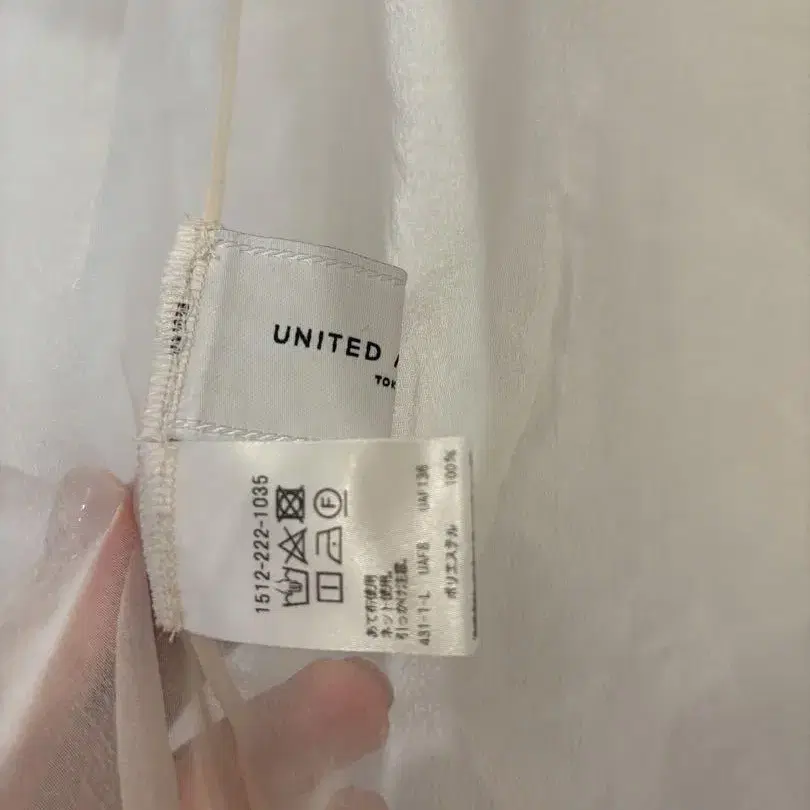 UNITED
TOK
1512-222-1035
F
あて布使用
ネット使用。
引っかけ注意。
431-1-L UAFB UAF136
ポリエステル 100%